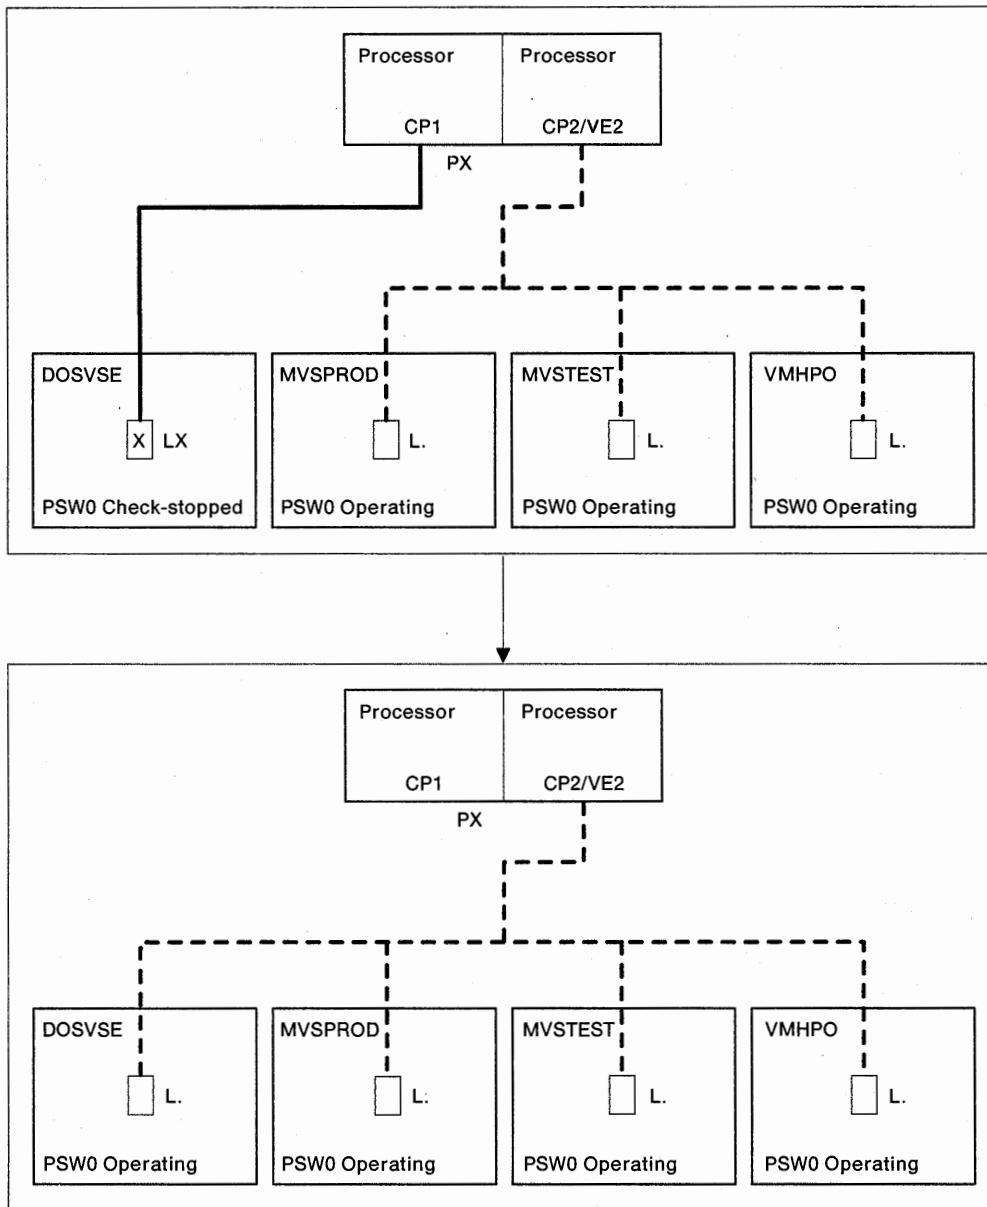 Processor Processor
CP1 CP2/VE2
PX
DOSVSE MVSPROD MVSTEST VMHPO
X LX L. L. L.
PSW0 Check-stopped PSW0 Operating PSW0 Operating PSW0 Operating
Processor Processor
CP1 CP2/VE2
PX
DOSVSE MVSPROD MVSTEST VMHPO
L. L. L. L.
PSW0 Operating PSW0 Operating PSW0 Operating PSW0 Operating